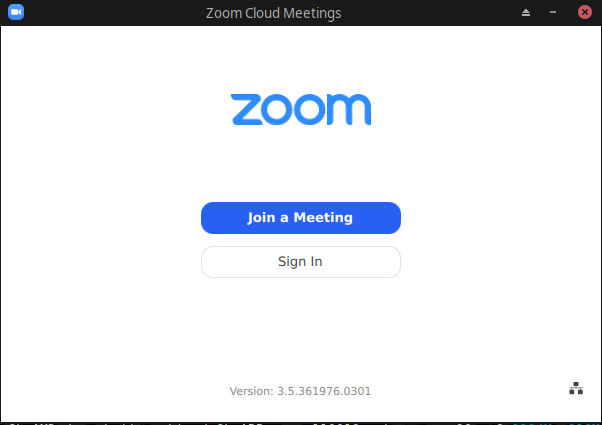 Zoom Cloud Meetings
zoom
Join a Meeting
Sign In
Version: 3.5.361976.0301